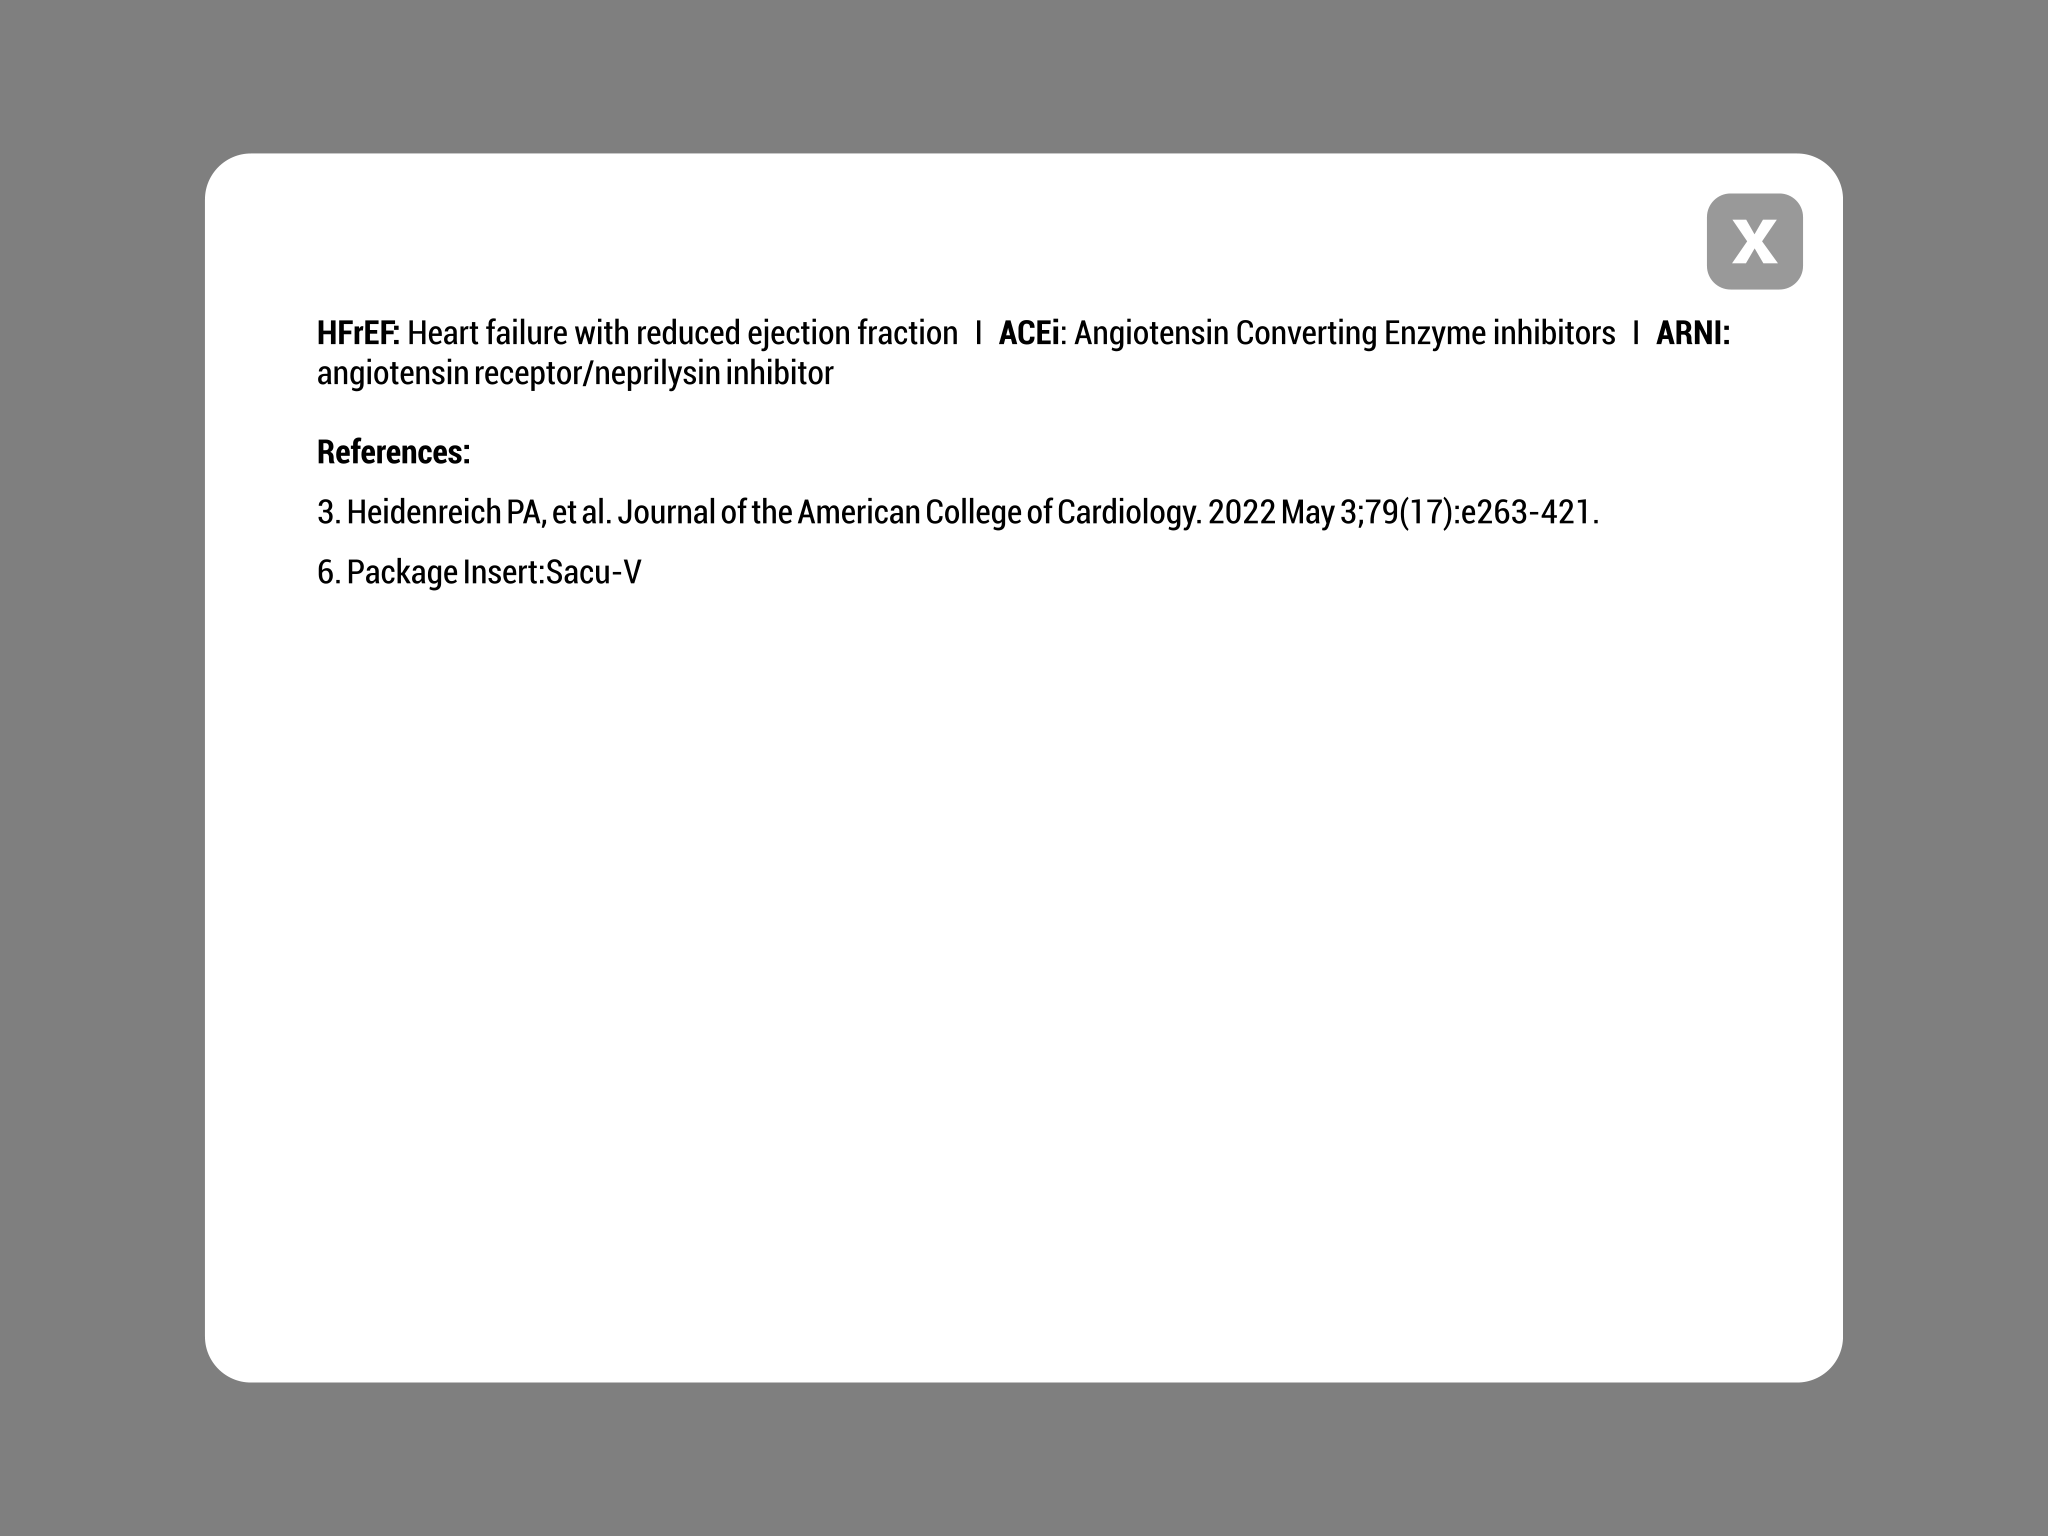 X
HFrEF: Heart failure with reduced ejection fraction I ACEi: Angiotensin Converting Enzyme inhibitors I ARNI:
angiotensin receptor/neprilysin inhibitor
References:
3. Heidenreich PA, et al. Journal of the American College of Cardiology. 2022 May 3;79(17):e263-421.
6. Package Insert:Sacu-V